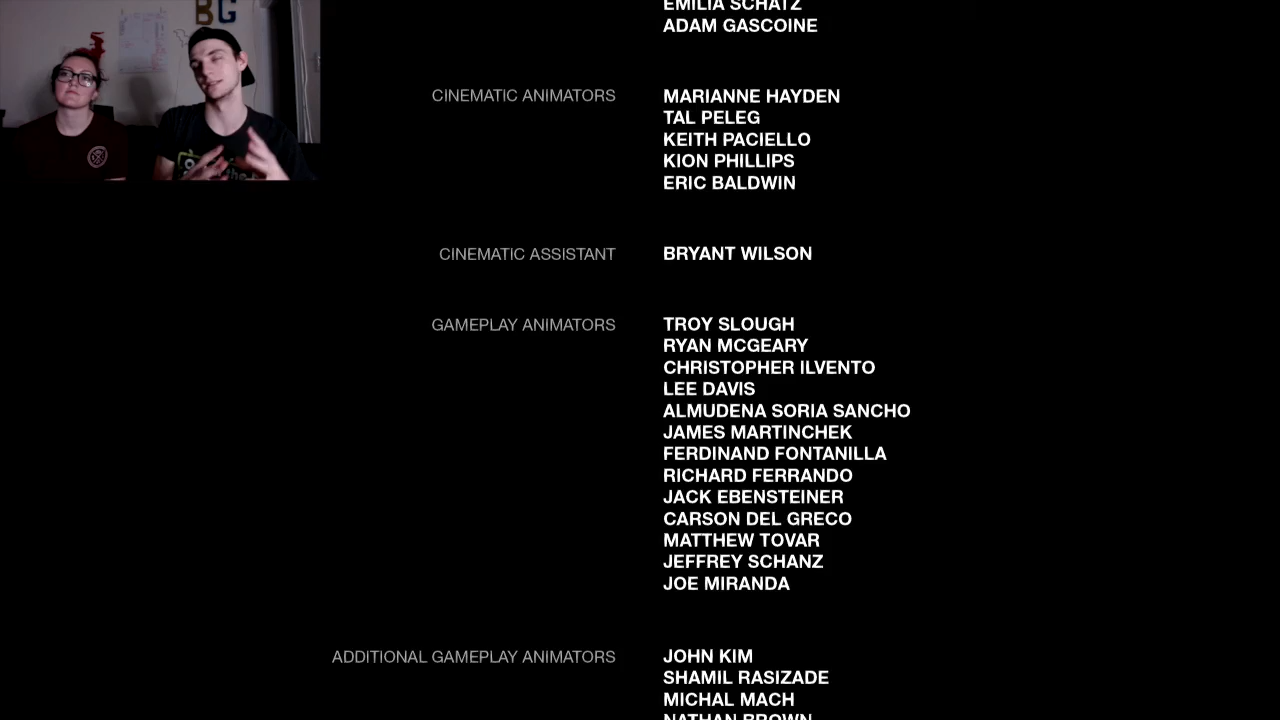 BG
EMILIA SCHATZ
ADAM GASCOINE
CINEMATIC ANIMATORS
MARIANNE HAYDEN
TAL PELEG
KEITH PACIELLO
KION PHILLIPS
ERIC BALDWIN
CINEMATIC ASSISTANT
BRYANT WILSON
GAMEPLAY ANIMATORS
TROY SLOUGH
RYAN MCGEARY
CHRISTOPHER ILVENTO
LEE DAVIS
ALMUDENA SORIA SANCHO
JAMES MARTINCHEK
FERDINAND FONTANILLA
RICHARD FERRANDO
JACK EBENSTEINER
CARSON DEL GRECO
MATTHEW TOVAR
JEFFREY SCHANZ
JOE MIRANDA
ADDITIONAL GAMEPLAY ANIMATORS
JOHN KIM
SHAMIL RASIZADE
MICHAL MACH
NATHAN BROWN